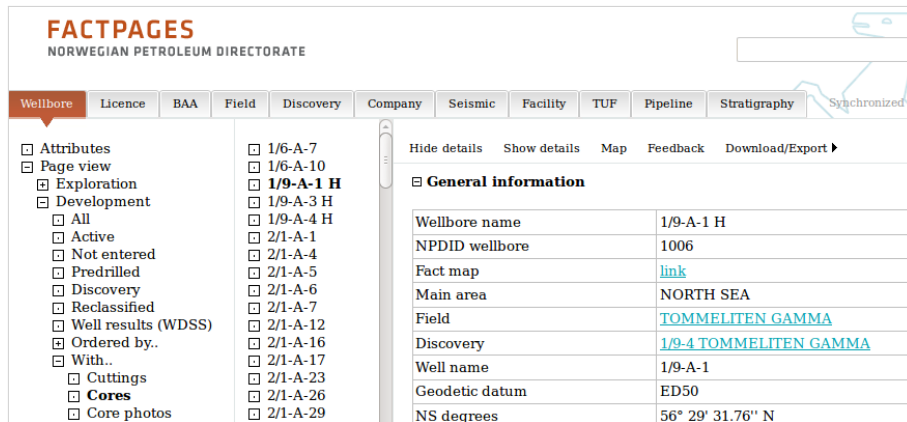 FACTPAGES
NORWEGIAN PETROLEUM DIRECTORATE
Wellbore Licence BAA Field Discovery Company Seismic Facility TUF Pipeline Stratigraphy Synchronized
Attributes
Page view
Exploration
Development
All
Active
Not entered
Predrilled
Discovery
Reclassified
Well results (WDSS)
Ordered by..
With..
Cuttings
Cores
Core photos
1/6-A-7
1/6-A-10
1/9-A-1 H
1/9-A-3 H
1/9-A-4 H
2/1-A-1
2/1-A-4
2/1-A-5
2/1-A-6
2/1-A-7
2/1-A-12
2/1-A-16
2/1-A-17
2/1-A-23
2/1-A-26
2/1-A-29
Hide details Show details Map Feedback Download/Export
General information
Wellbore name 1/9-A-1 H
NPDID wellbore 1006
Fact map link
Main area NORTH SEA
Field TOMMELITEN GAMMA
Discovery 1/9-4 TOMMELITEN GAMMA
Well name 1/9-A-1
Geodetic datum ED50
NS degrees 56° 29' 31.76'' N